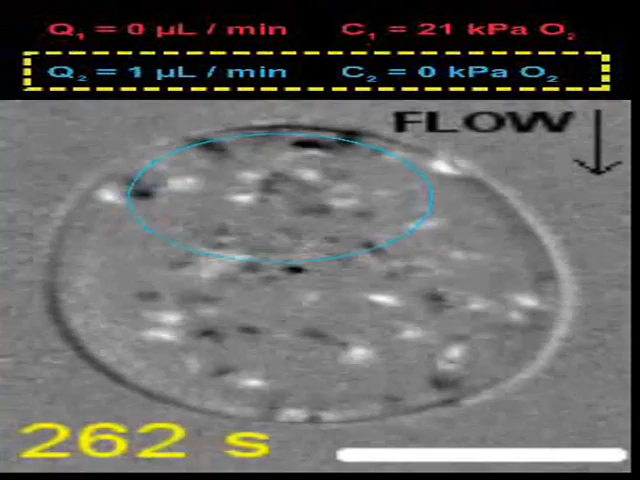 Q₁ = 0 µL / min C₁ = 21 kPa O₂
Q₂ = 1 µL / min C₂ = 0 kPa O₂
FLOW
262 s